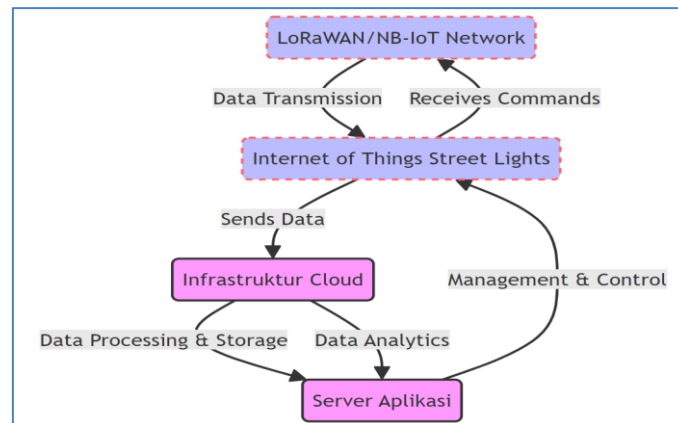 LoRaWAN/NB-IoT Network
Data Transmission
Receives Commands
Internet of Things Street Lights
Sends Data
Infrastruktur Cloud
Management & Control
Data Processing & Storage
Data Analytics
Server Aplikasi